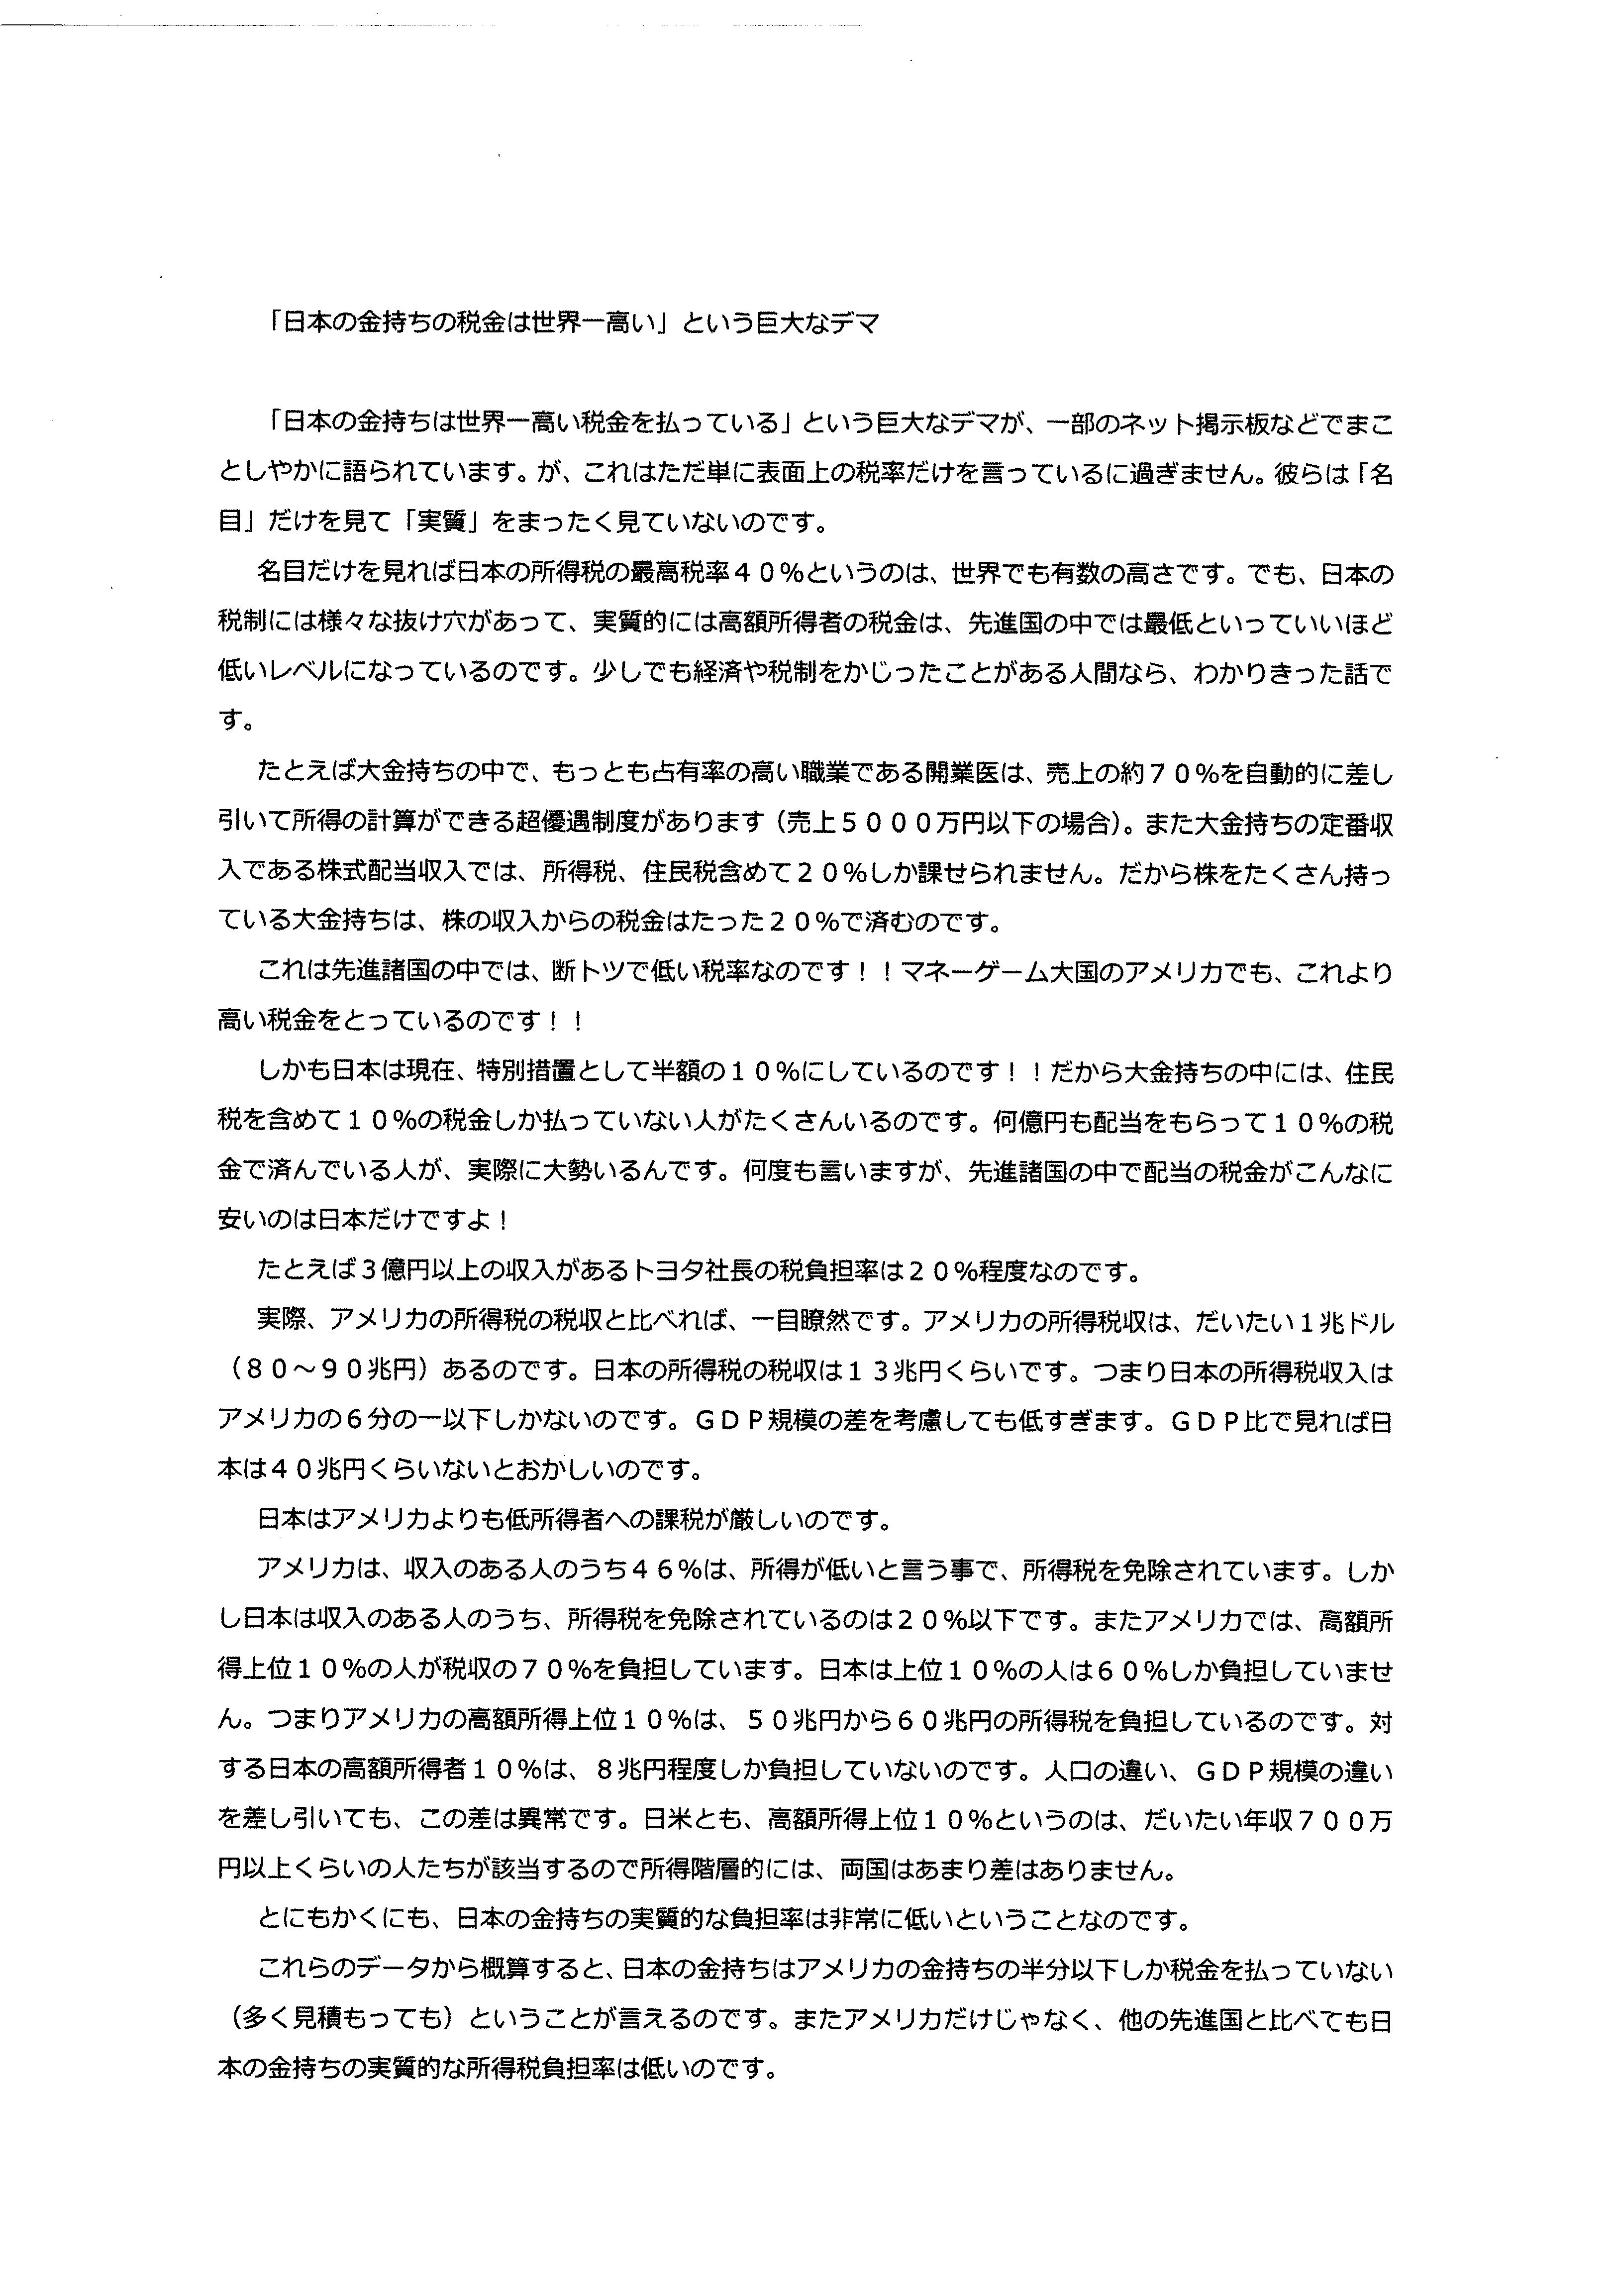 「日本の金持ちの税金は世界一高い」という巨大なデマ
「日本の金持ちは世界一高い税金を払っている」という巨大なデマが、一部のネット掲示板などでまこ
としやかに語られています。が、これはただ単に表面上の税率だけを言っているに過ぎません。彼らは「名
目」だけを見て「実質」をまったく見ていないのです。
名目だけを見れば日本の所得税の最高税率４０％というのは、世界でも有数の高さです。でも、日本の
税制には様々な抜け穴があって、実質的には高額所得者の税金は、先進国の中では最低といっていいほど
低いレベルになっているのです。少しでも経済や税制をかじったことがある人間なら、わかりきった話で
す。
たとえば大金持ちの中で、もっとも占有率の高い職業である開業医は、売上の約７０％を自動的に差し
引いて所得の計算ができる超優遇制度があります（売上５０００万円以下の場合）。また大金持ちの定番収
入である株式配当収入では、所得税、住民税含めて２０％しか課せられません。だから株をたくさん持っ
ている大金持ちは、株の収入からの税金はたった２０％で済むのです。
これは先進諸国の中では、断トツで低い税率なのです！！マネーゲーム大国のアメリカでも、これより
高い税金をとっているのです！！
しかも日本は現在、特別措置として半額の１０％にしているのです！！だから大金持ちの中には、住民
税を含めて１０％の税金しか払っていない人がたくさんいるのです。何億円も配当をもらって１０％の税
金で済んでいる人が、実際に大勢いるんです。何度も言いますが、先進諸国の中で配当の税金がこんなに
安いのは日本だけですよ！
たとえば３億円以上の収入があるトヨタ社長の税負担率は２０％程度なのです。
実際、アメリカの所得税の税収と比べれば、一目瞭然です。アメリカの所得税収は、だいたい１兆ドル
（８０～９０兆円）あるのです。日本の所得税の税収は１３兆円くらいです。つまり日本の所得税収入は
アメリカの６分の一以下しかないのです。ＧＤＰ規模の差を考慮しても低すぎます。ＧＤＰ比で見れば日
本は４０兆円くらいないとおかしいのです。
日本はアメリカよりも低所得者への課税が厳しいのです。
アメリカは、収入のある人のうち４６％は、所得が低いと言う事で、所得税を免除されています。しか
し日本は収入のある人のうち、所得税を免除されているのは２０％以下です。またアメリカでは、高額所
得上位１０％の人が税収の７０％を負担しています。日本は上位１０％の人は６０％しか負担していませ
ん。つまりアメリカの高額所得上位１０％は、５０兆円から６０兆円の所得税を負担しているのです。対
する日本の高額所得者１０％は、８兆円程度しか負担していないのです。人口の違い、ＧＤＰ規模の違い
を差し引いても、この差は異常です。日米とも、高額所得上位１０％というのは、だいたい年収７００万
円以上くらいの人たちが該当するので所得階層的には、両国はあまり差はありません。
とにもかくにも、日本の金持ちの実質的な負担率は非常に低いということなのです。
これらのデータから概算すると、日本の金持ちはアメリカの金持ちの半分以下しか税金を払っていない
（多く見積もっても）ということが言えるのです。またアメリカだけじゃなく、他の先進国と比べても日
本の金持ちの実質的な所得税負担率は低いのです。